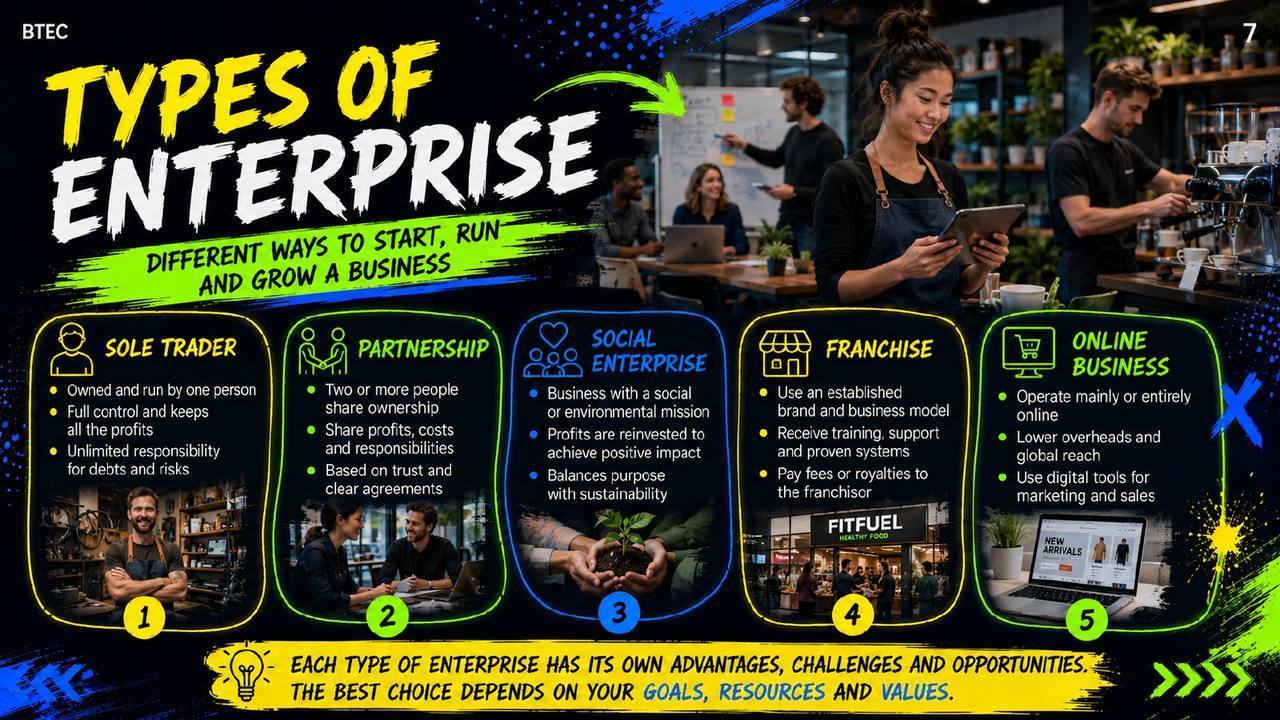 BTEC
7
TYPES OF
ENTERPRISE
DIFFERENT WAYS TO START, RUN
AND GROW A BUSINESS
SOLE TRADER
• Owned and run by one person
• Full control and keeps
all the profits
• Unlimited responsibility
for debts and risks
1
PARTNERSHIP
• Two or more people
share ownership
• Share profits, costs
and responsibilities
• Based on trust and
clear agreements
2
SOCIAL
ENTERPRISE
• Business with a social
or environmental mission
• Profits are reinvested to
achieve positive impact
• Balances purpose
with sustainability
3
FRANCHISE
• Use an established
brand and business model
• Receive training, support
and proven systems
• Pay fees or royalties to
the franchisor
FITFUEL
HEALTHY FOOD
4
ONLINE
BUSINESS
• Operate mainly or entirely
online
• Lower overheads and
global reach
• Use digital tools for
marketing and sales
NEW
ARRIVALS
5
EACH TYPE OF ENTERPRISE HAS ITS OWN ADVANTAGES, CHALLENGES AND OPPORTUNITIES.
THE BEST CHOICE DEPENDS ON YOUR GOALS, RESOURCES AND VALUES.